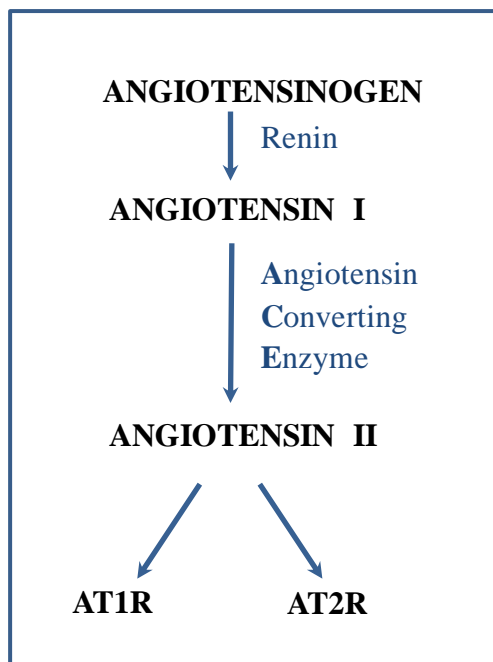 ANGIOTENSINOGEN
Renin
ANGIOTENSIN I
Angiotensin
Converting
Enzyme
ANGIOTENSIN II
AT1R AT2R